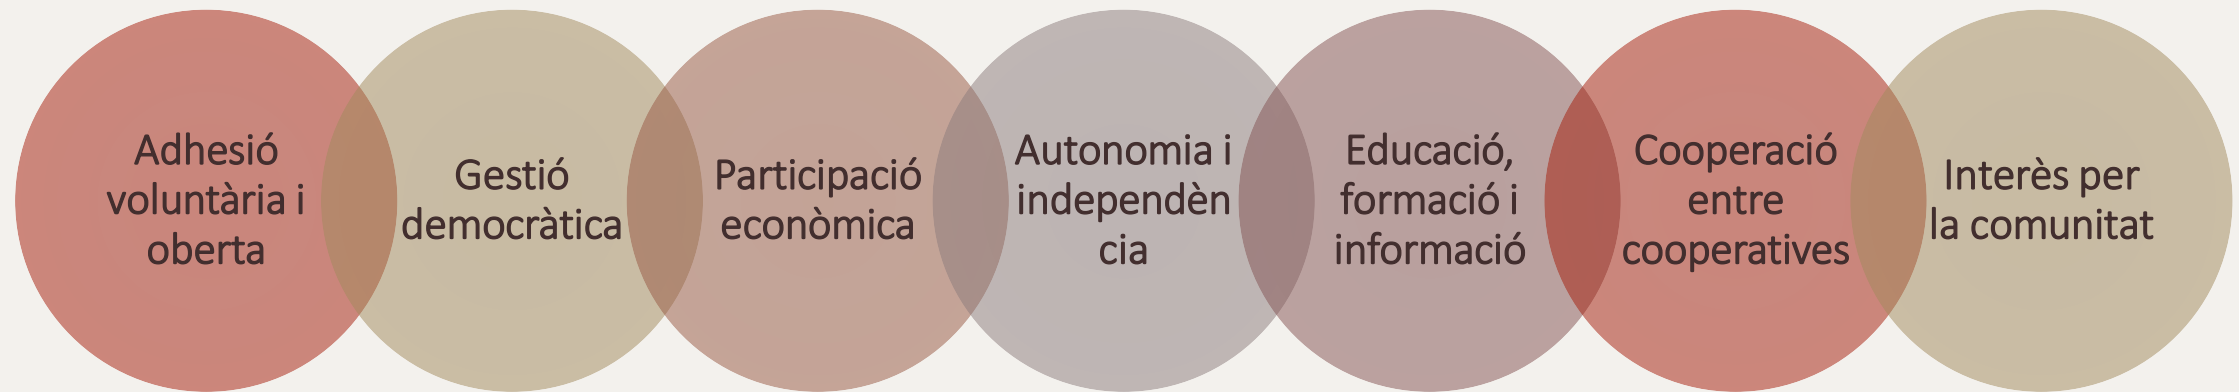 Adhesió
voluntària i
oberta
Gestió
democràtica
Participació
econòmica
Autonomia i
independèn
cia
Educació,
formació i
informació
Cooperació
entre
cooperatives
Interès per
la comunitat